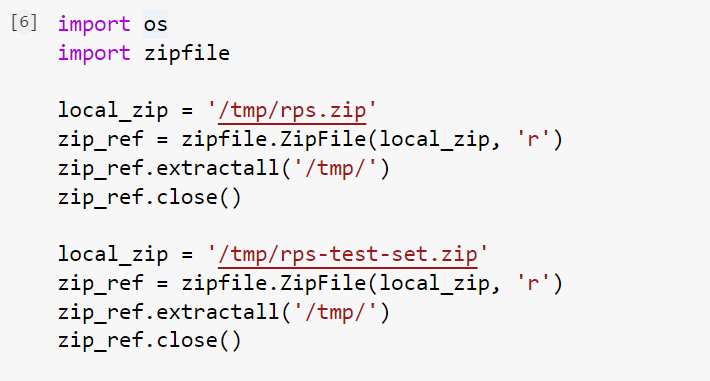 [6] import os
import zipfile
local_zip = '/tmp/rps.zip'
zip_ref = zipfile.ZipFile(local_zip, 'r')
zip_ref.extractall('/tmp/')
zip_ref.close()
local_zip = '/tmp/rps-test-set.zip'
zip_ref = zipfile.ZipFile(local_zip, 'r')
zip_ref.extractall('/tmp/')
zip_ref.close()